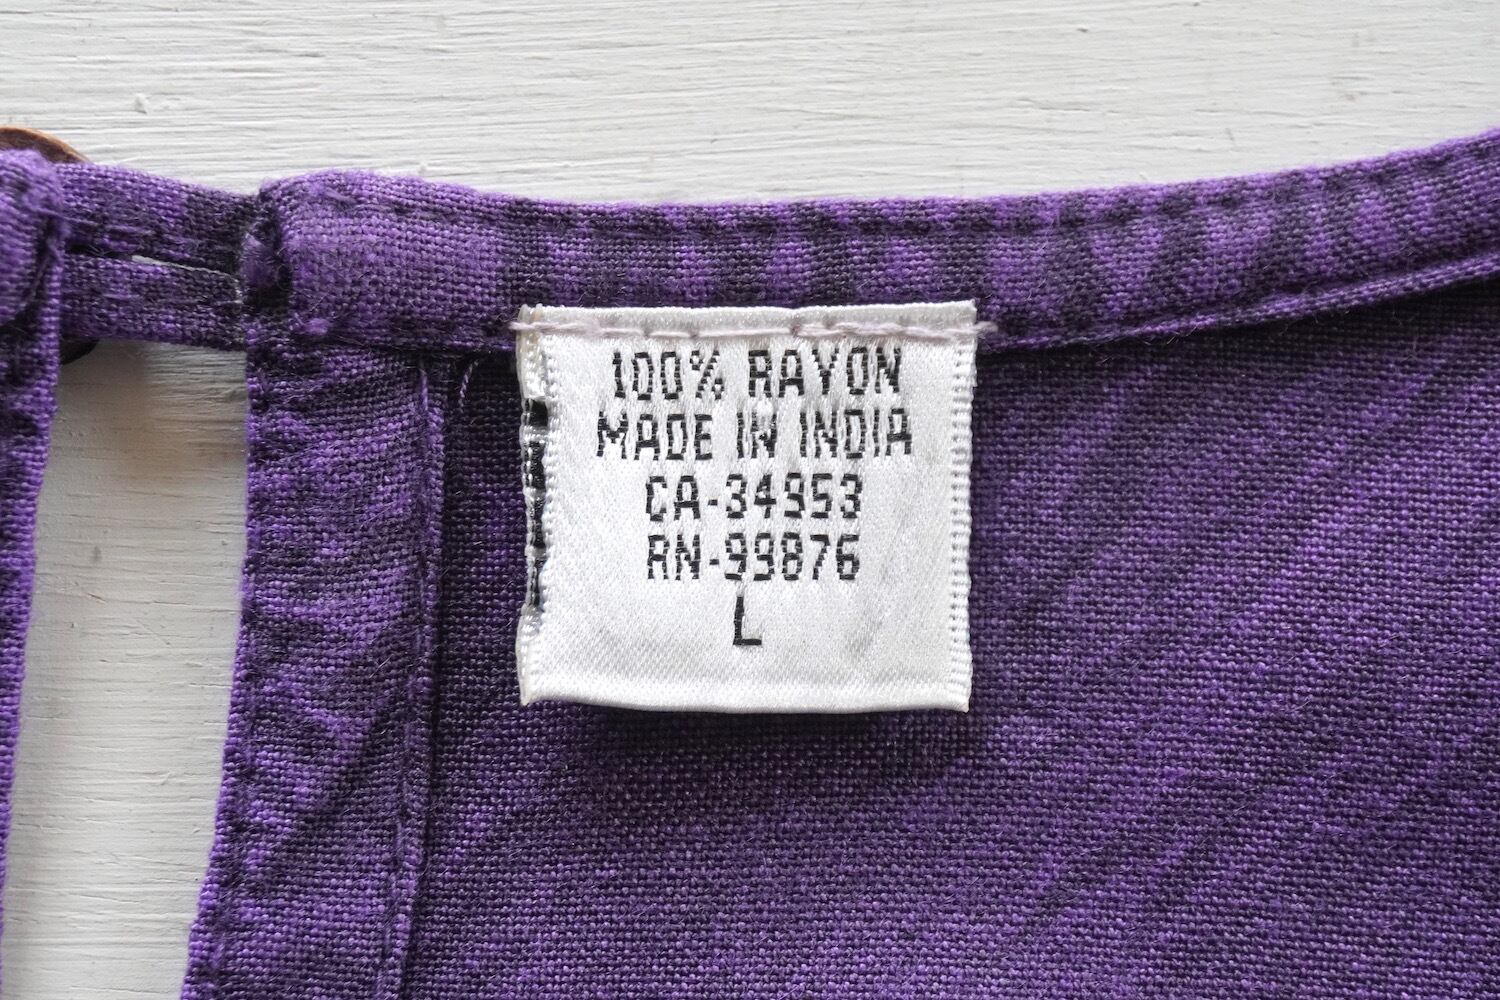 100% RAYON
MADE IN INDIA
CA-34953
RN-99876
L